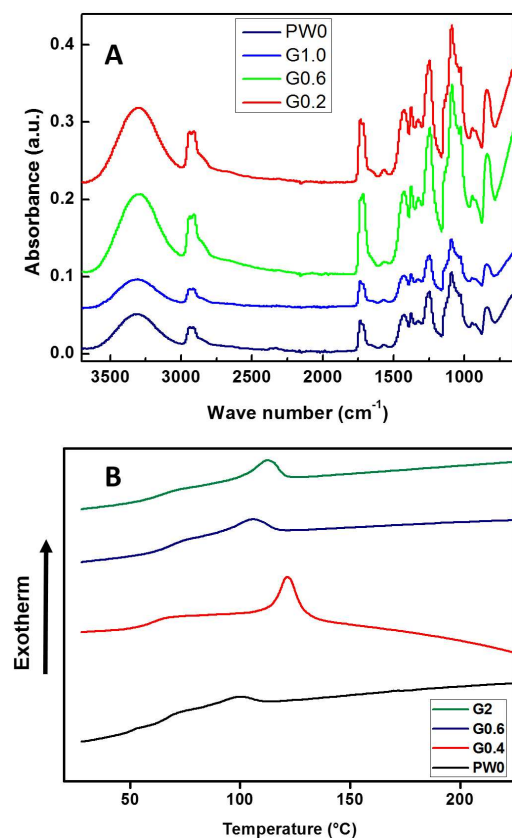 A
PW0
G1.0
G0.6
G0.2
Absorbance (a.u.)
0.4
0.3
0.2
0.1
0.0
3500 3000 2500 2000 1500 1000
Wave number (cm⁻¹)
B
Exotherm
G2
G0.6
G0.4
PW0
50 100 150 200
Temperature (ºC)